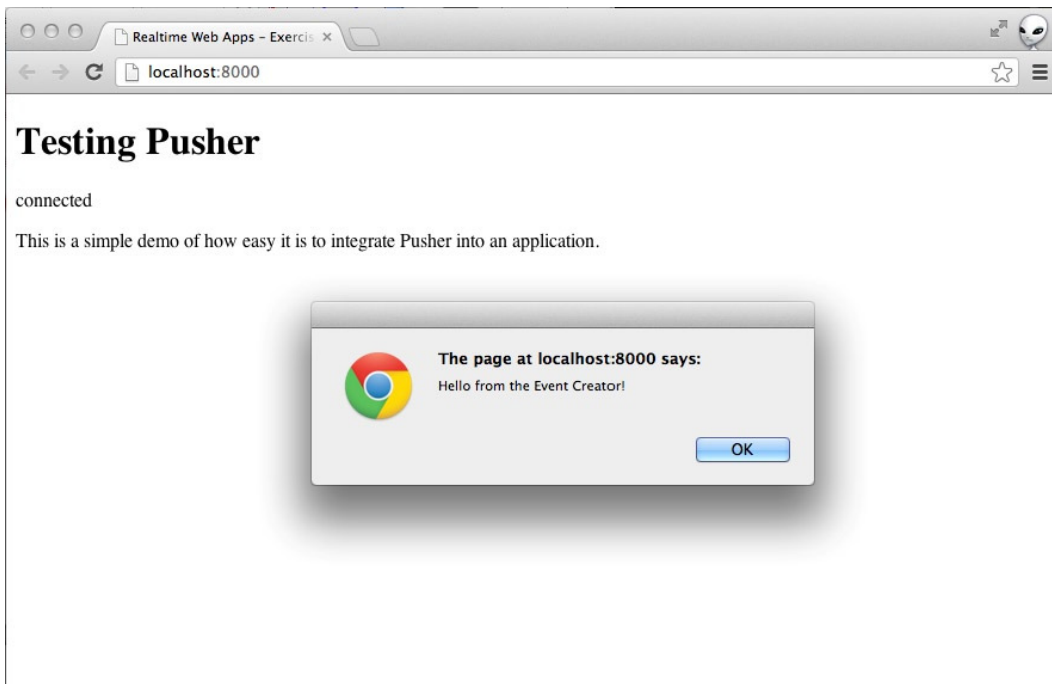 Realtime Web Apps – Exercis
localhost:8000
Testing Pusher
connected
This is a simple demo of how easy it is to integrate Pusher into an application.
The page at localhost:8000 says:
Hello from the Event Creator!
OK